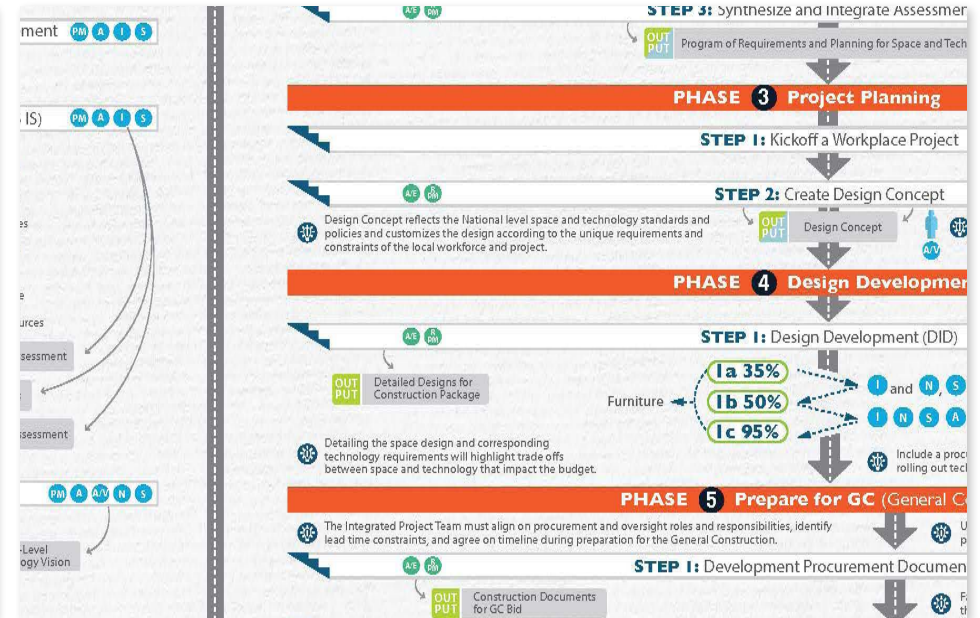 ment PM A I S
IS) PM A I S
urces
sessment
sessment
PM A A/V N S
-Level
ogy Vision
A/E R PM
STEP 3: Synthesize and Integrate Assessmen
OUT PUT Program of Requirements and Planning for Space and Tech
PHASE 3 Project Planning
STEP 1: Kickoff a Workplace Project
A/E R PM STEP 2: Create Design Concept
Design Concept reflects the National level space and technology standards and
policies and customizes the design according to the unique requirements and
constraints of the local workforce and project.
OUT PUT Design Concept
A/V
PHASE 4 Design Developmen
A/E R PM STEP 1: Design Development (DID)
OUT PUT Detailed Designs for
Construction Package
Furniture
1a 35%
1b 50%
1c 95%
I and N, S
I N S A
Detailing the space design and corresponding
technology requirements will highlight trade offs
between space and technology that impact the budget.
Include a proc
rolling out tec
PHASE 5 Prepare for GC (General C
The Integrated Project Team must align on procurement and oversight roles and responsibilities, identify
lead time constraints, and agree on timeline during preparation for the General Construction.
A/E R PM STEP 1: Development Procurement Documen
OUT PUT Construction Documents
for GC Bid